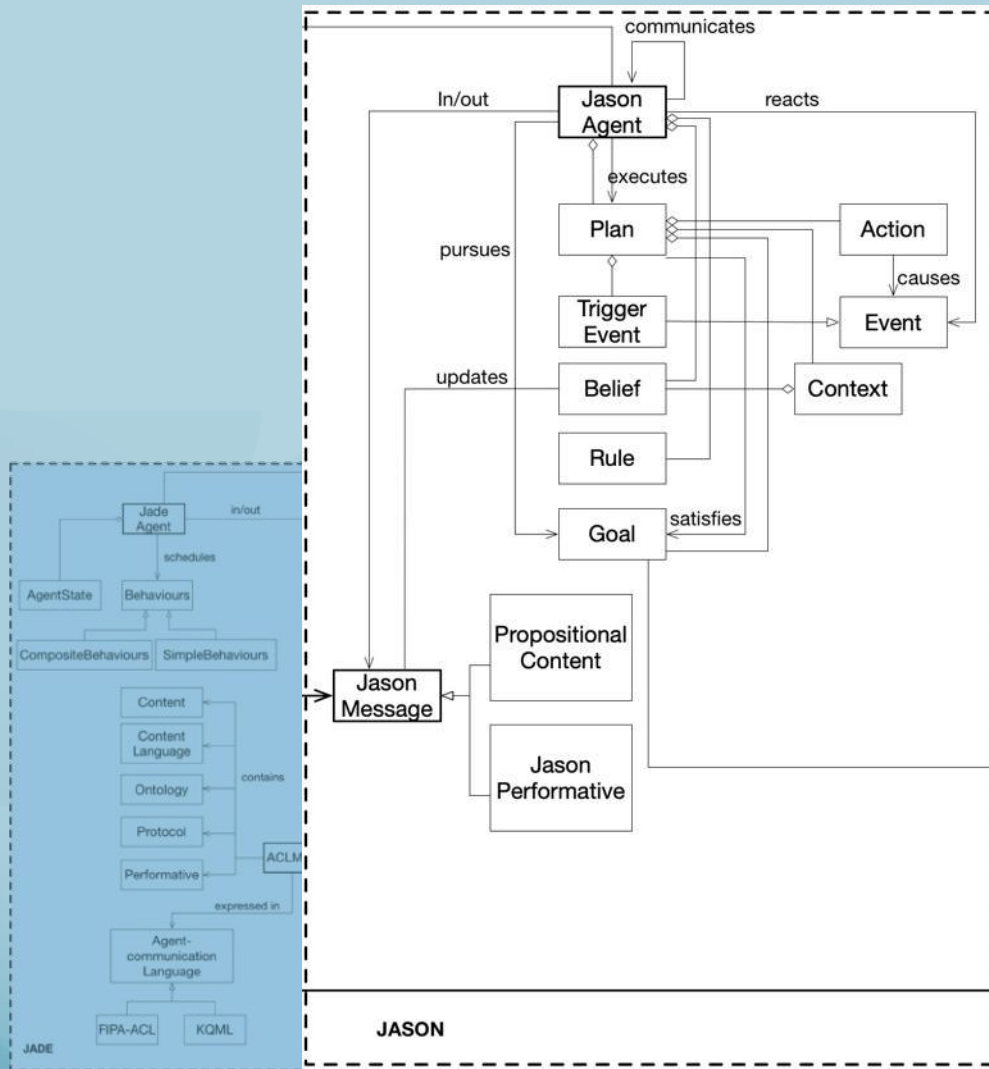 communicates
In/out
Jason
Agent
reacts
executes
Plan
Action
pursues
causes
Trigger
Event
Event
updates
Belief
Context
Rule
Goal
satisfies
Propositional
Content
Jason
Message
Jason
Performative
JASON
Jade
Agent
in/out
schedules
AgentState
Behaviours
CompositeBehaviours
SimpleBehaviours
Content
Content
Language
contains
Ontology
Protocol
ACLM
Performative
expressed in
Agent-
communication
Language
FIPA-ACL
KQML
JADE